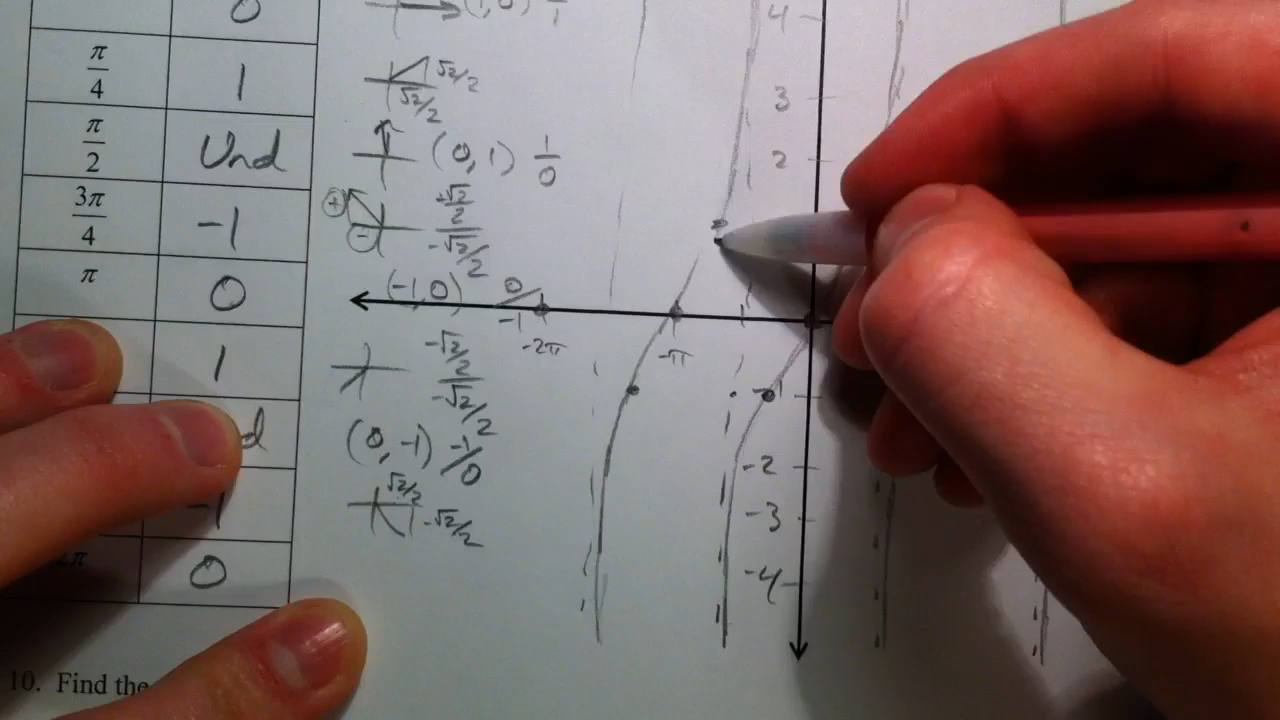 0 (1,0) 1
π/4 1 √2/2 √2/2
π/2 Und (0,1) 1/0
3π/4 -1 + - +√2/2 -√2/2
π 0 (-1,0) 0/-1
1 -√2/2 -√2/2
d (0,-1) -1/0
-1 √2/2 -√2/2
2π 0
4
3
2
-2π -π
-1
-2
-3
-4
10. Find the